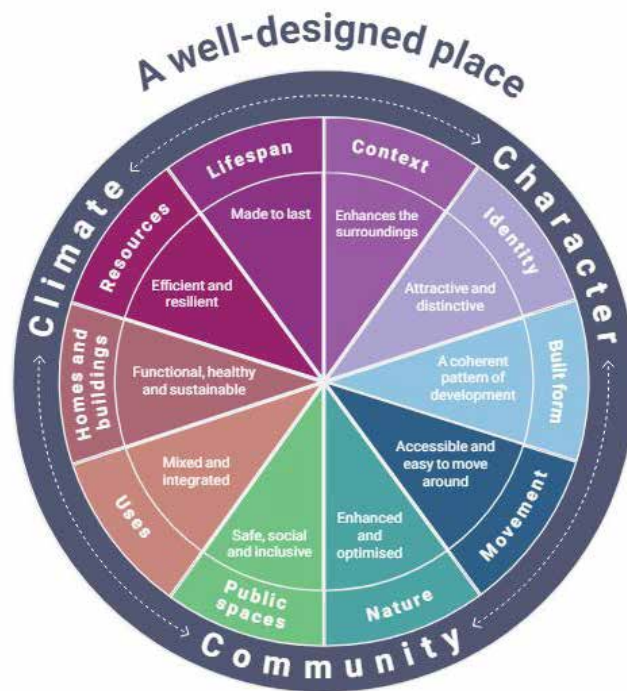 A well-designed place
Climate
Character
Community
Context
Enhances the
surroundings
Identity
Attractive and
distinctive
Built form
A coherent
pattern of
development
Movement
Accessible and
easy to move
around
Nature
Enhanced
and
optimised
Public
spaces
Safe, social
and inclusive
Uses
Mixed and
integrated
Homes and
buildings
Functional, healthy
and sustainable
Resources
Efficient and
resilient
Lifespan
Made to last